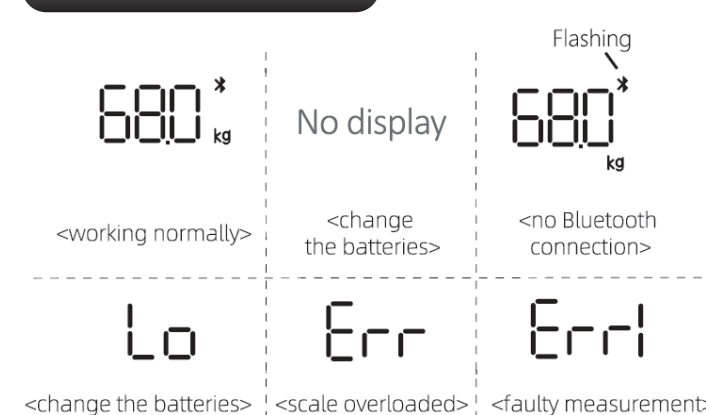 Flashing
68.0 kg
No display
68.0 kg
<working normally>
<change
the batteries>
<no Bluetooth
connection>
Lo
Err
Err1
<change the batteries>
<scale overloaded>
<faulty measurement>